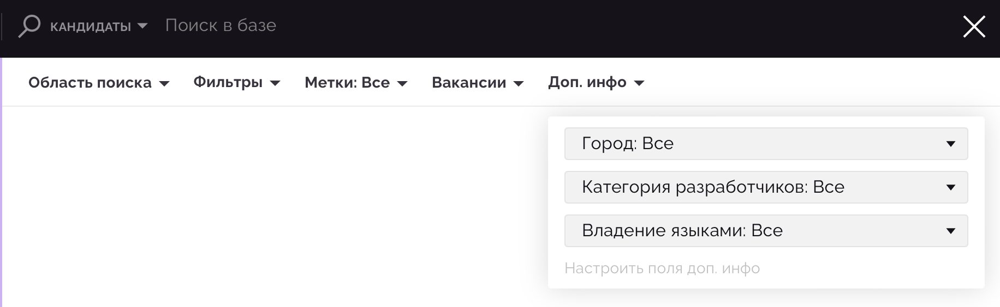 КАНДИДАТЫ Поиск в базе
Область поиска Фильтры Метки: Все Вакансии Доп. инфо
Город: Все
Категория разработчиков: Все
Владение языками: Все
Настроить поля доп. инфо